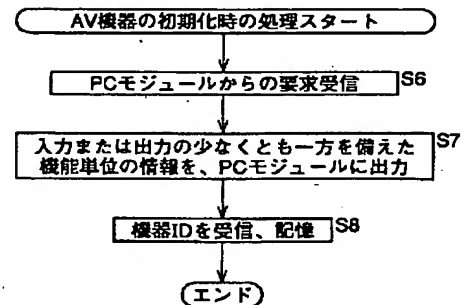 AV機器の初期化時の処理スタート
PCモジュールからの要求受信
S6
入力または出力の少なくとも一方を備えた
機能単位の情報を、PCモジュールに出力
S7
機器IDを受信、記憶
S8
エンド